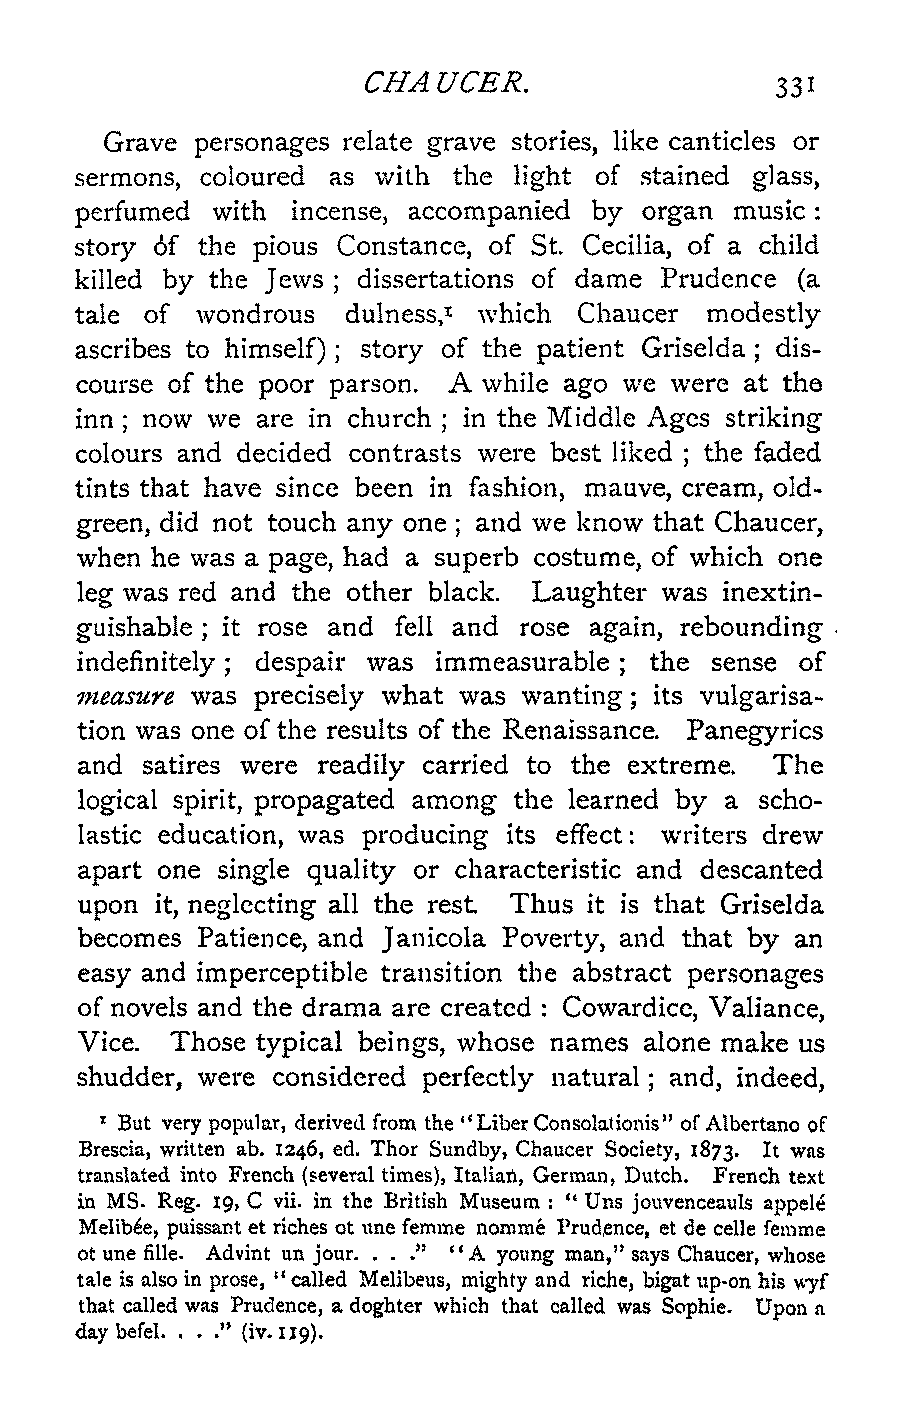 CHAUCER. 331
Grave personages relate grave stories, like canticles or
sermons, coloured as with the light of stained glass,
perfumed with incense, accompanied by organ music :
story óf the pious Constance, of St. Cecilia, of a child
killed by the Jews ; dissertations of dame Prudence (a
tale of wondrous dulness,¹ which Chaucer modestly
ascribes to himself) ; story of the patient Griselda ; dis-
course of the poor parson. A while ago we were at the
inn ; now we are in church ; in the Middle Ages striking
colours and decided contrasts were best liked ; the faded
tints that have since been in fashion, mauve, cream, old-
green, did not touch any one ; and we know that Chaucer,
when he was a page, had a superb costume, of which one
leg was red and the other black. Laughter was inextin-
guishable ; it rose and fell and rose again, rebounding
indefinitely ; despair was immeasurable ; the sense of
measure was precisely what was wanting ; its vulgarisa-
tion was one of the results of the Renaissance. Panegyrics
and satires were readily carried to the extreme. The
logical spirit, propagated among the learned by a scho-
lastic education, was producing its effect : writers drew
apart one single quality or characteristic and descanted
upon it, neglecting all the rest. Thus it is that Griselda
becomes Patience, and Janicola Poverty, and that by an
easy and imperceptible transition the abstract personages
of novels and the drama are created : Cowardice, Valiance,
Vice. Those typical beings, whose names alone make us
shudder, were considered perfectly natural ; and, indeed,
¹ But very popular, derived from the "Liber Consolationis" of Albertano of
Brescia, written ab. 1246, ed. Thor Sundby, Chaucer Society, 1873. It was
translated into French (several times), Italian, German, Dutch. French text
in MS. Reg. 19, C vii. in the British Museum : "Uns jouvenceauls appelé
Melibée, puissant et riches ot une femme nommé Prudence, et de celle femme
ot une fille. Advint un jour. . . ." "A young man," says Chaucer, whose
tale is also in prose, "called Melibeus, mighty and riche, bigat up-on his wyf
that called was Prudence, a doghter which that called was Sophie. Upon a
day befel. . . ." (iv. 119).